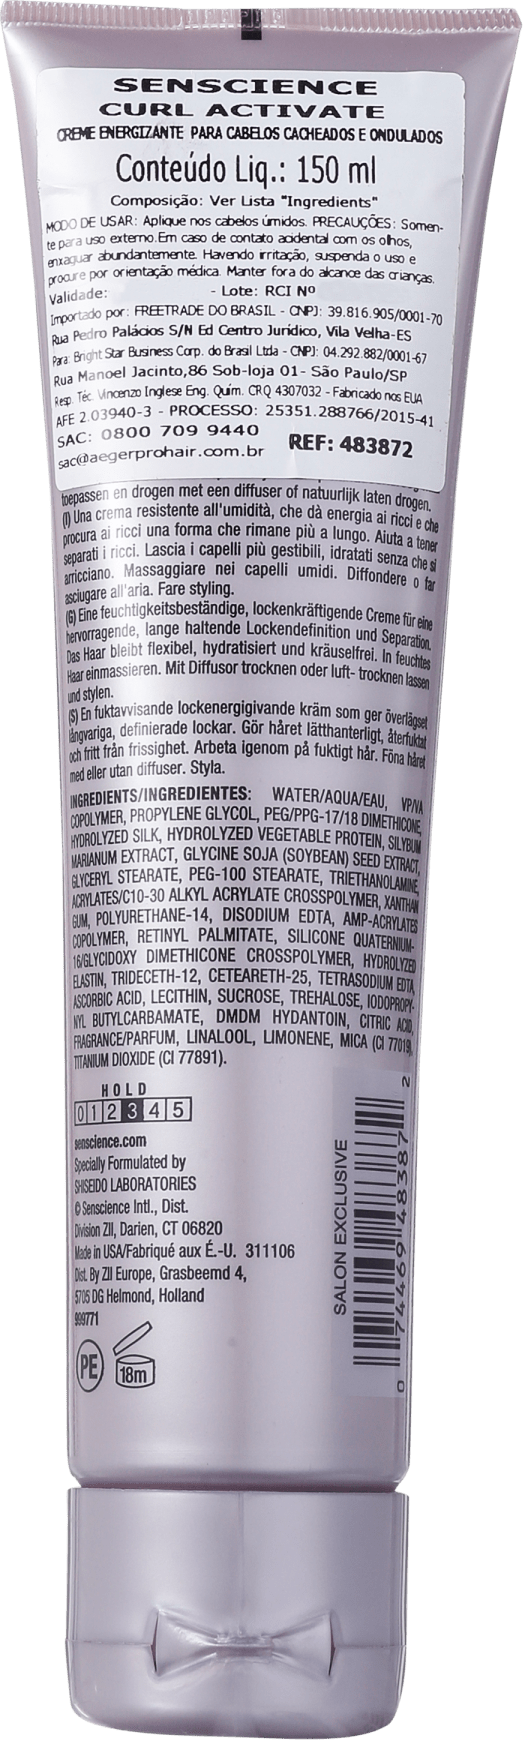 SENSCIENCE
CURL ACTIVATE
CREME ENERGIZANTE PARA CABELOS CACHEADOS E ONDULADOS
Conteúdo Liq.: 150 ml
Composição: Ver Lista "Ingredients"
MODO DE USAR: Aplique nos cabelos úmidos. PRECAUÇÕES: Somen-
te para uso externo.Em caso de contato acidental com os olhos,
enxaguar abundantemente. Havendo irritação, suspenda o uso e
procure por orientação médica. Manter fora do alcance das crianças.
Validade: - Lote: RCI Nº
Importado por: FREETRADE DO BRASIL - CNPJ: 39.816.905/0001-70
Rua Pedro Palácios S/N Ed Centro Jurídico, Vila Velha-ES
Para: Bright Star Business Corp. do Brasil Ltda - CNPJ: 04.292.882/0001-67
Rua Manoel Jacinto,86 Sob-loja 01- São Paulo/SP
Resp. Téc. Vincenzo Inglese Eng. Quím. CRQ 4307032 - Fabricado nos EUA
AFE 2.03940-3 - PROCESSO: 25351.288766/2015-41
SAC: 0800 709 9440
sac@aegerprohair.com.br
REF: 483872
toepassen en drogen met een diffuser of natuurlijk laten drogen.
(I) Una crema resistente all'umidità, che dà energia ai ricci e che
procura ai ricci una forma che rimane più a lungo. Aiuta a tener
separati i ricci. Lascia i capelli più gestibili, idratati senza che si
arricciano. Massaggiare nei capelli umidi. Diffondere o far
asciugare all'aria. Fare styling.
(G) Eine feuchtigkeitsbeständige, lockenkräftigende Creme für eine
hervorragende, lange haltende Lockendefinition und Separation.
Das Haar bleibt flexibel, hydratisiert und kräuselfrei. In feuchtes
Haar einmassieren. Mit Diffusor trocknen oder luft- trocknen lassen
und stylen.
(S) En fuktavvisande lockenergigivande kräm som ger överlägset
långvariga, definierade lockar. Gör håret lätthanterligt, återfuktat
och fritt från frissighet. Arbeta igenom på fuktigt hår. Föna håret
med eller utan diffuser. Styla.
INGREDIENTS/INGREDIENTES: WATER/AQUA/EAU, VP/VA
COPOLYMER, PROPYLENE GLYCOL, PEG/PPG-17/18 DIMETHICONE,
HYDROLYZED SILK, HYDROLYZED VEGETABLE PROTEIN, SILYBUM
MARIANUM EXTRACT, GLYCINE SOJA (SOYBEAN) SEED EXTRACT,
GLYCERYL STEARATE, PEG-100 STEARATE, TRIETHANOLAMINE,
ACRYLATES/C10-30 ALKYL ACRYLATE CROSSPOLYMER, XANTHAN
GUM, POLYURETHANE-14, DISODIUM EDTA, AMP-ACRYLATES
COPOLYMER, RETINYL PALMITATE, SILICONE QUATERNIUM-
16/GLYCIDOXY DIMETHICONE CROSSPOLYMER, HYDROLYZED
ELASTIN, TRIDECETH-12, CETEARETH-25, TETRASODIUM EDTA,
ASCORBIC ACID, LECITHIN, SUCROSE, TREHALOSE, IODOPROPY-
NYL BUTYLCARBAMATE, DMDM HYDANTOIN, CITRIC ACID,
FRAGRANCE/PARFUM, LINALOOL, LIMONENE, MICA (CI 77019),
TITANIUM DIOXIDE (CI 77891).
HOLD
0 1 2 3 4 5
senscience.com
Specially Formulated by
SHISEIDO LABORATORIES
© Senscience Intl., Dist.
Division ZII, Darien, CT 06820
Made in USA/Fabriqué aux É.-U. 311106
Dist. By ZII Europe, Grasbeemd 4,
5705 DG Helmond, Holland
999771
PE
18m
SALON EXCLUSIVE
0 74469 48387 2